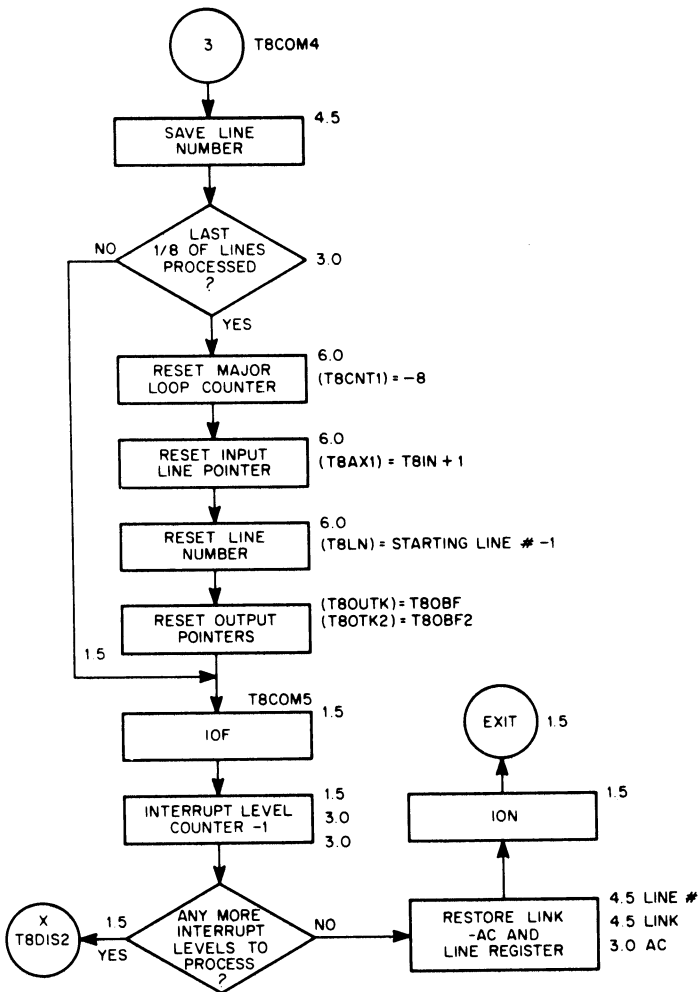 3
T8COM4
4.5
SAVE LINE
NUMBER
LAST
1/8 OF LINES
PROCESSED
?
3.0
NO
YES
6.0
RESET MAJOR
LOOP COUNTER
(T8CNT1) = -8
6.0
RESET INPUT
LINE POINTER
(T8AX1) = T8IN + 1
6.0
RESET LINE
NUMBER
(T8LN) = STARTING LINE # -1
RESET OUTPUT
POINTERS
(T8OUTK) = T8OBF
(T8OTK2) = T8OBF2
1.5
T8COM5
1.5
IOF
1.5
INTERRUPT LEVEL
COUNTER -1
3.0
3.0
ANY MORE
INTERRUPT
LEVELS TO
PROCESS
?
1.5
YES
X
T8DIS2
NO
RESTORE LINK
-AC AND
LINE REGISTER
4.5 LINE #
4.5 LINK
3.0 AC
1.5
ION
EXIT
1.5